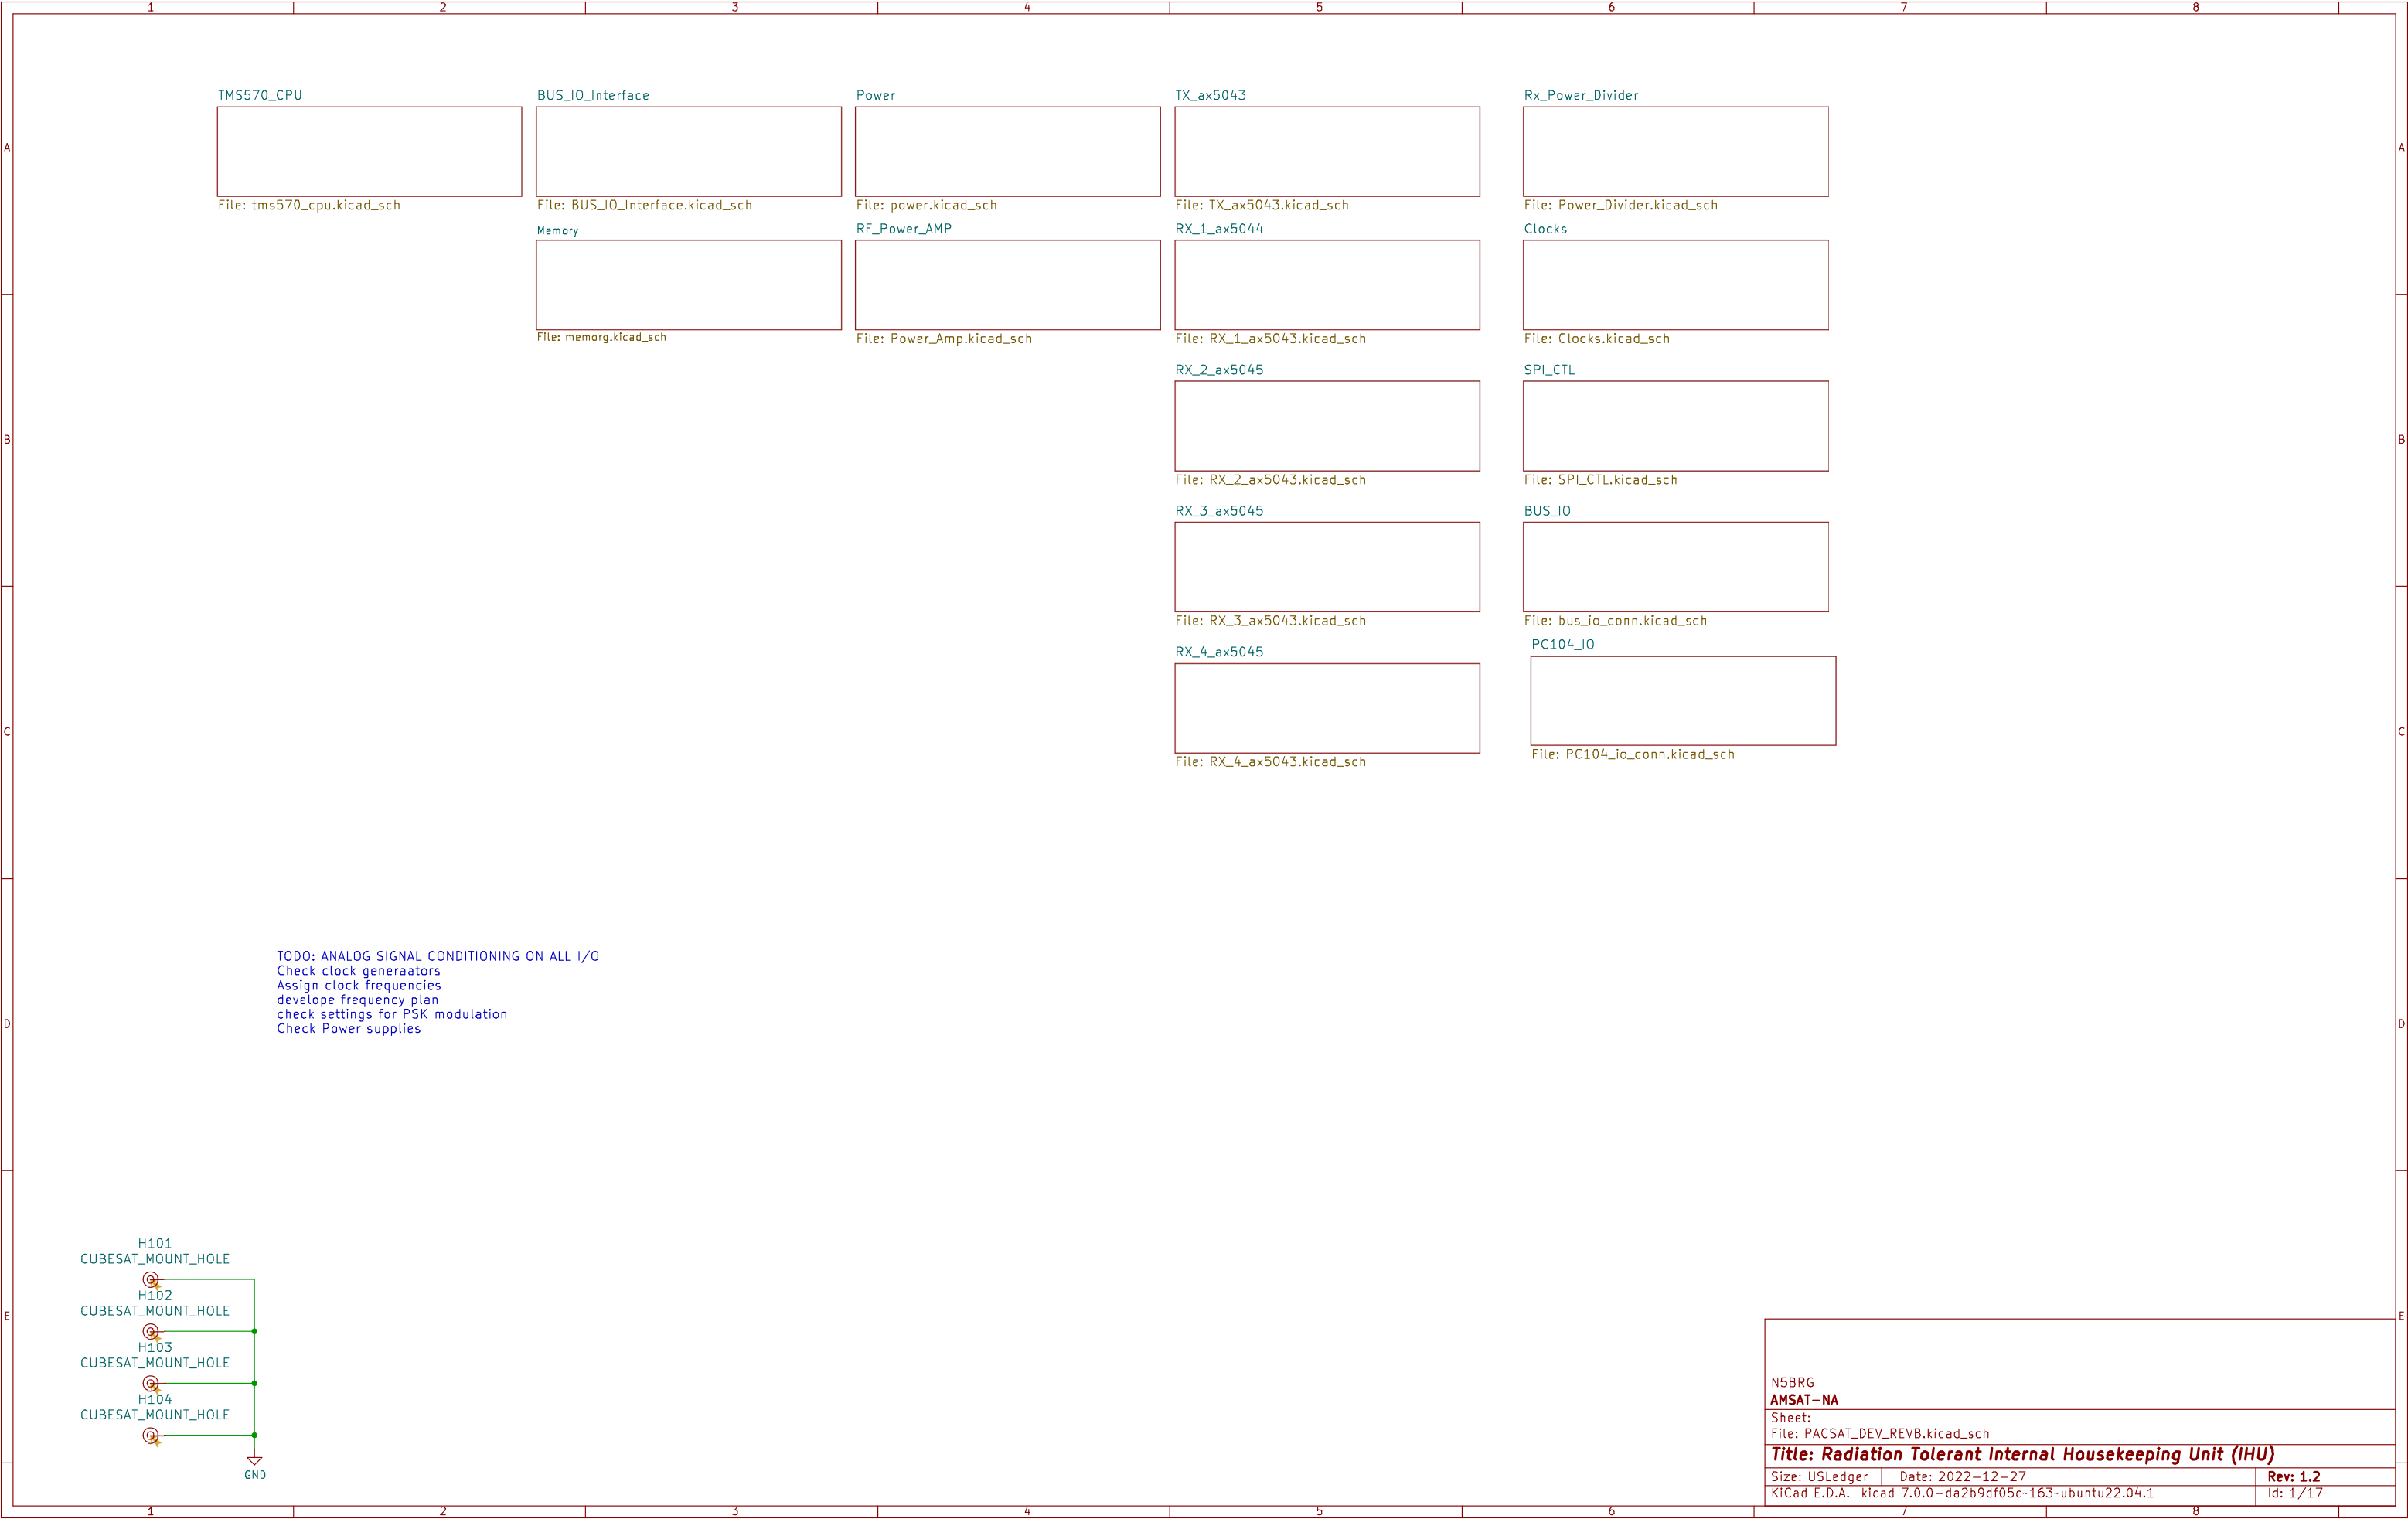 1 2 3 4 5 6 7 8
A A
B B
C C
D D
E E
TMS570_CPU
File: tms570_cpu.kicad_sch
BUS_IO_Interface
File: BUS_IO_Interface.kicad_sch
Power
File: power.kicad_sch
TX_ax5043
File: TX_ax5043.kicad_sch
Rx_Power_Divider
File: Power_Divider.kicad_sch
Memory
File: memorg.kicad_sch
RF_Power_AMP
File: Power_Amp.kicad_sch
RX_1_ax5044
File: RX_1_ax5043.kicad_sch
Clocks
File: Clocks.kicad_sch
RX_2_ax5045
File: RX_2_ax5043.kicad_sch
SPI_CTL
File: SPI_CTL.kicad_sch
RX_3_ax5045
File: RX_3_ax5043.kicad_sch
BUS_IO
File: bus_io_conn.kicad_sch
RX_4_ax5045
File: RX_4_ax5043.kicad_sch
PC104_IO
File: PC104_io_conn.kicad_sch
TODO: ANALOG SIGNAL CONDITIONING ON ALL I/O
Check clock generaators
Assign clock frequencies
develope frequency plan
check settings for PSK modulation
Check Power supplies
H101
CUBESAT_MOUNT_HOLE
H102
CUBESAT_MOUNT_HOLE
H103
CUBESAT_MOUNT_HOLE
H104
CUBESAT_MOUNT_HOLE
GND
N5BRG
AMSAT-NA
Sheet:
File: PACSAT_DEV_REVB.kicad_sch
Title: Radiation Tolerant Internal Housekeeping Unit (IHU)
Size: USLedger Date: 2022-12-27 Rev: 1.2
KiCad E.D.A. kicad 7.0.0-da2b9df05c-163-ubuntu22.04.1 Id: 1/17
1 2 3 4 5 6 7 8